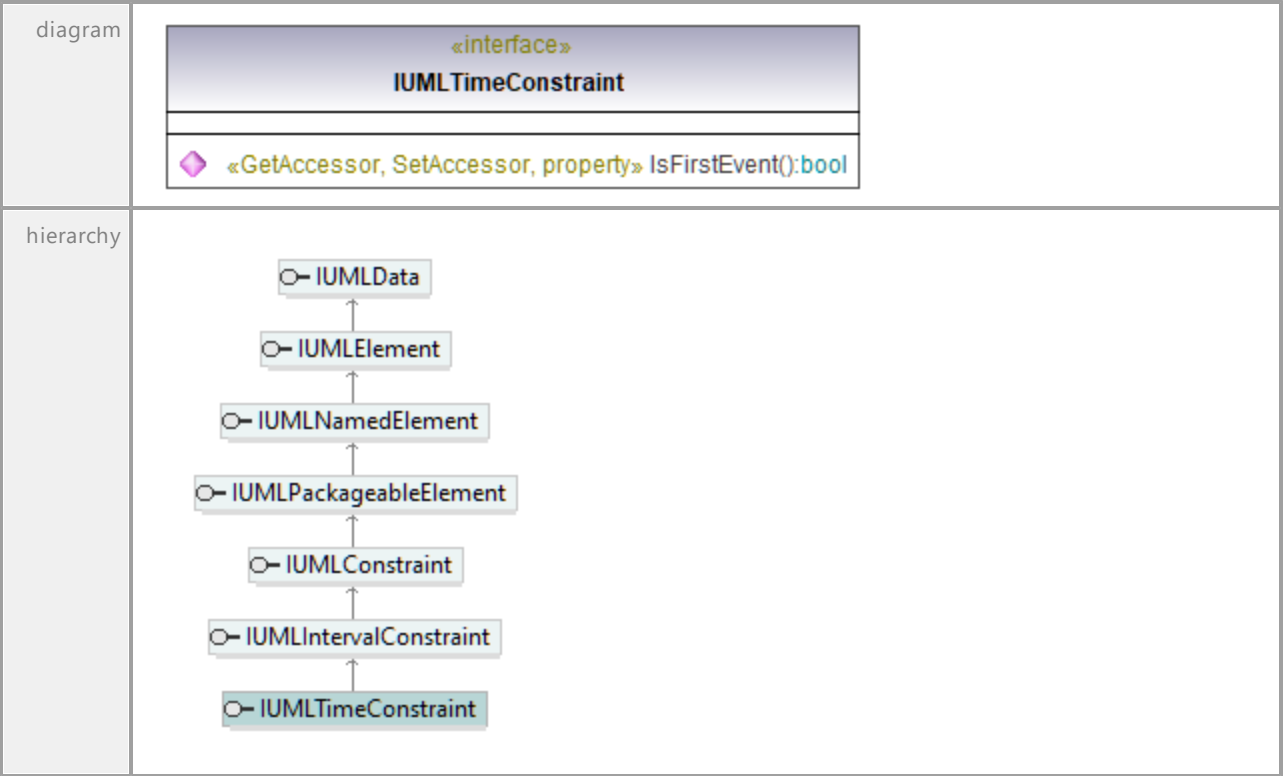 diagram
«interface»
IUMLTimeConstraint
«GetAccessor, SetAccessor, property» IsFirstEvent():bool
hierarchy
IUMLData
IUMLElement
IUMLNamedElement
IUMLPackageableElement
IUMLConstraint
IUMLIntervalConstraint
IUMLTimeConstraint